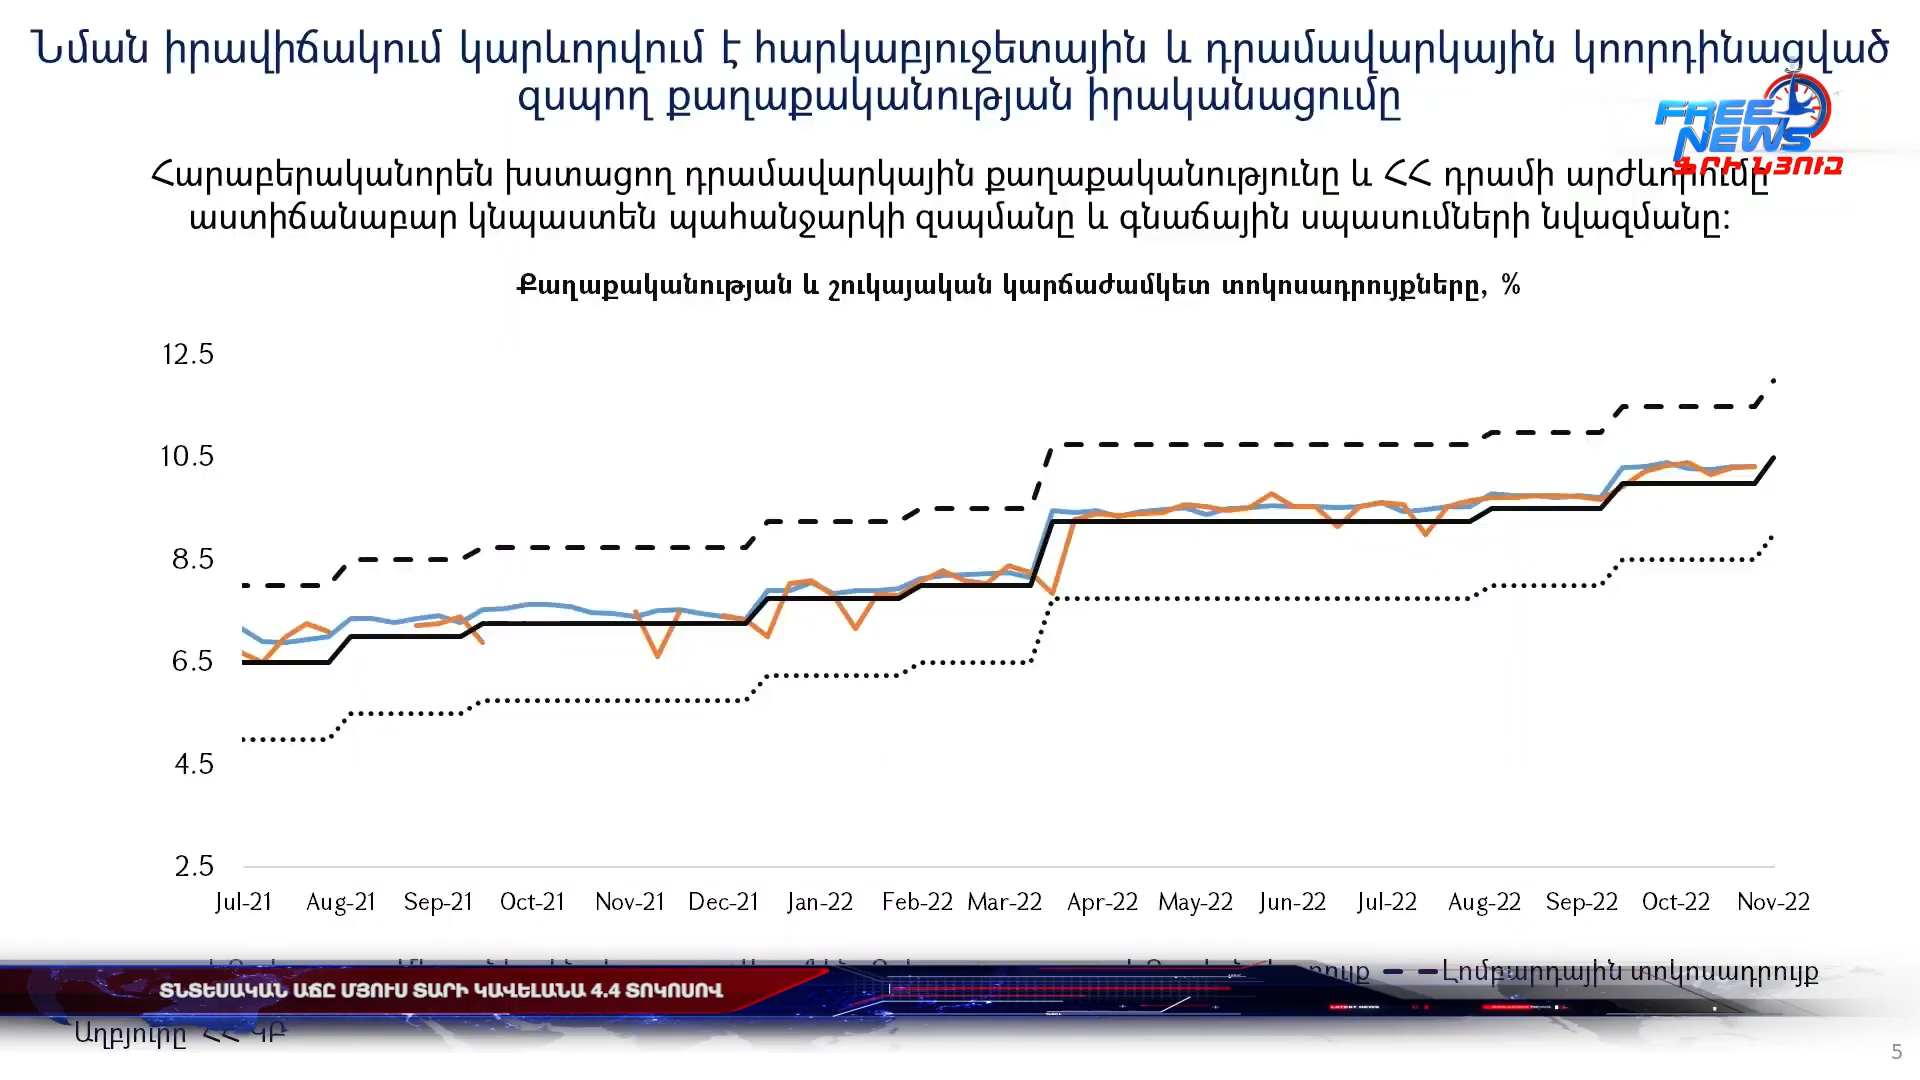 Նման իրավիճակում կարևորվում է հարկաբյուջետային և դրամավարկային կոորդինացված
զսպող քաղաքականության իրականացումը
FREE
NEWS
ՖՐԻ ՆՅՈՒԶ
Հարաբերականորեն խստացող դրամավարկային քաղաքականությունը և ՀՀ դրամի արժևորումը
աստիճանաբար կնպաստեն պահանջարկի զսպմանը և գնաճային սպասումների նվազմանը:
Քաղաքականության և շուկայական կարճաժամկետ տոկոսադրույքները, %
12.5
10.5
8.5
6.5
4.5
2.5
Jul-21 Aug-21 Sep-21 Oct-21 Nov-21 Dec-21 Jan-22 Feb-22 Mar-22 Apr-22 May-22 Jun-22 Jul-22 Aug-22 Sep-22 Oct-22 Nov-22
Լոմբարդային տոկոսադրույք
ՏՆՏԵՍԱԿԱՆ ԱՃԸ ՄՅՈՒՍ ՏԱՐԻ ԿԱՎԵԼԱՆԱ 4.4 ՏՈԿՈՍՈՎ
LATEST NEWS
Աղբյուրը ՀՀ ԿԲ
5